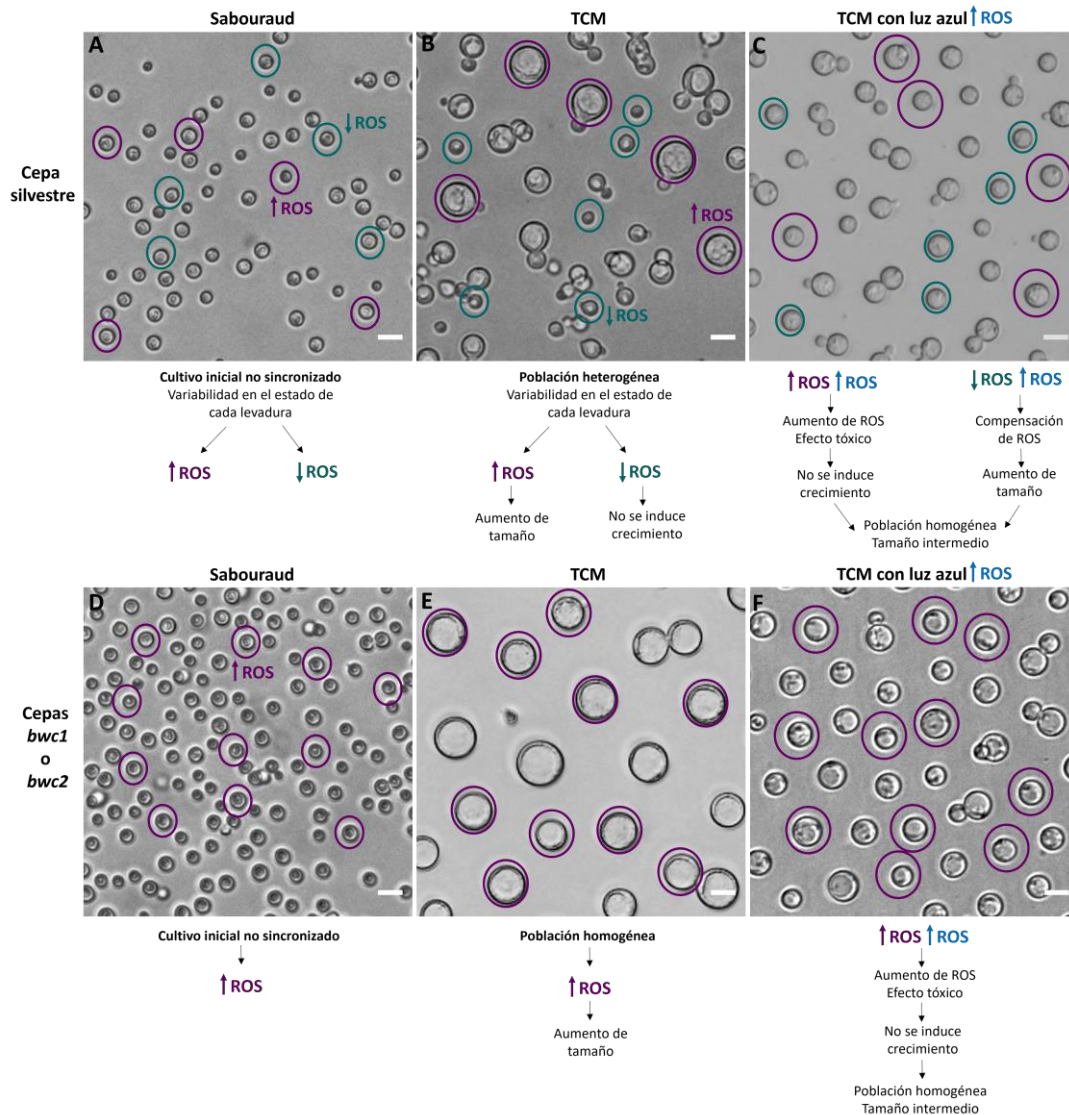 Sabouraud
TCM
TCM con luz azul ↑ROS
Cepa
silvestre
A
↓ROS
↑ROS
B
↑ROS
↓ROS
C
Cultivo inicial no sincronizado
Variabilidad en el estado de
cada levadura
↑ROS
↓ROS
Población heterogénea
Variabilidad en el estado de
cada levadura
↑ROS
↓ROS
Aumento de
tamaño
No se induce
crecimiento
↑ROS ↑ROS
↓ROS ↑ROS
Aumento de ROS
Efecto tóxico
Compensación
de ROS
No se induce
crecimiento
Aumento de
tamaño
Población homogénea
Tamaño intermedio
Sabouraud
TCM
TCM con luz azul ↑ROS
Cepas
bwc1
o
bwc2
D
↑ROS
E
F
Cultivo inicial no sincronizado
↑ROS
Población homogénea
↑ROS
Aumento de
tamaño
↑ROS ↑ROS
Aumento de ROS
Efecto tóxico
No se induce
crecimiento
Población homogénea
Tamaño intermedio